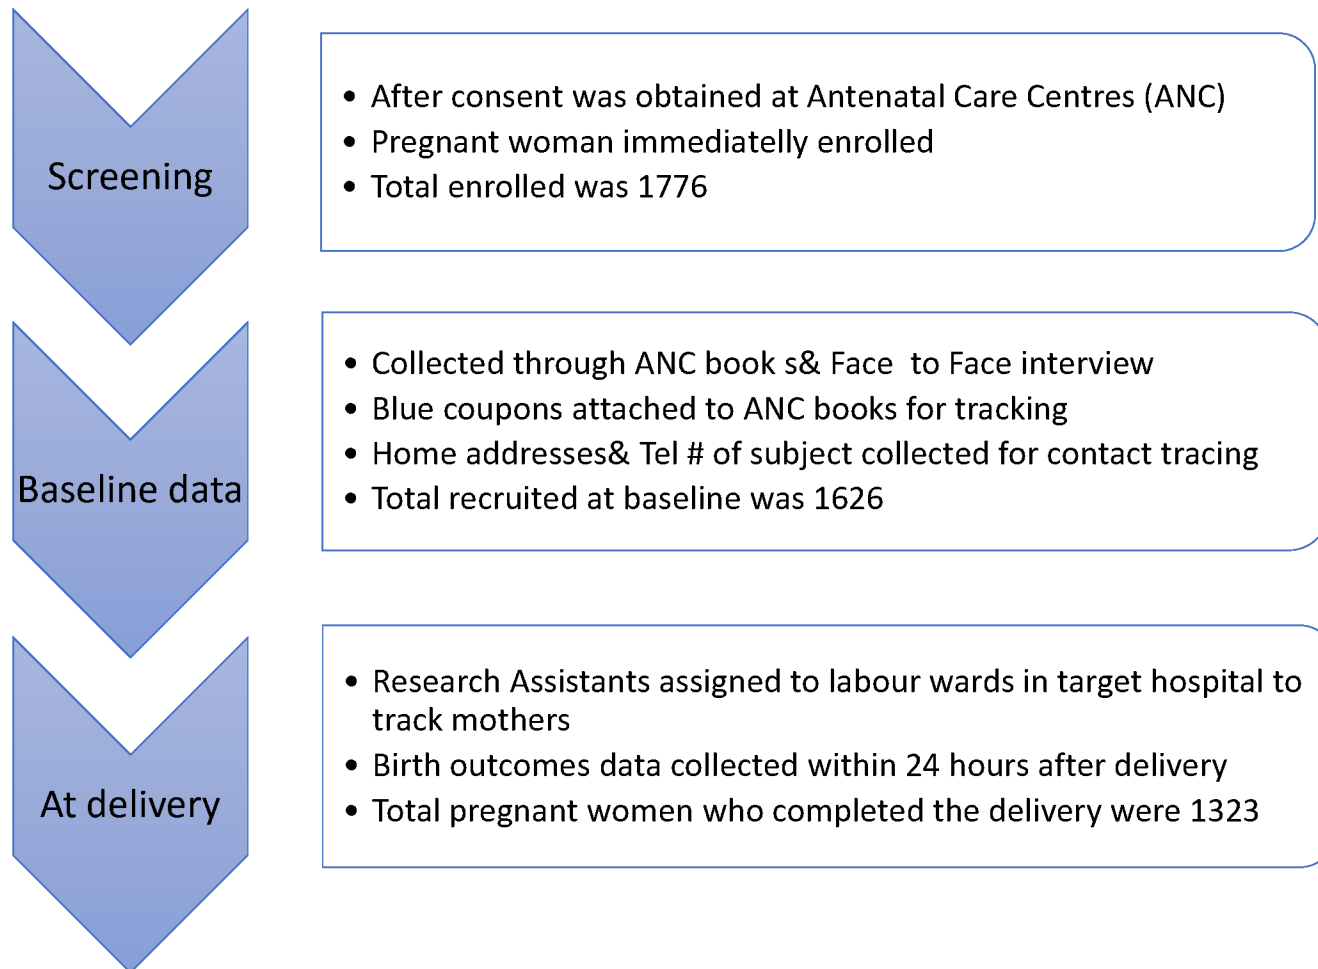 Screening
• After consent was obtained at Antenatal Care Centres (ANC)
• Pregnant woman immediatelly enrolled
• Total enrolled was 1776
Baseline data
• Collected through ANC book s& Face  to Face interview
• Blue coupons attached to ANC books for tracking
• Home addresses& Tel # of subject collected for contact tracing
• Total recruited at baseline was 1626
At delivery
• Research Assistants assigned to labour wards in target hospital to
track mothers
• Birth outcomes data collected within 24 hours after delivery
• Total pregnant women who completed the delivery were 1323